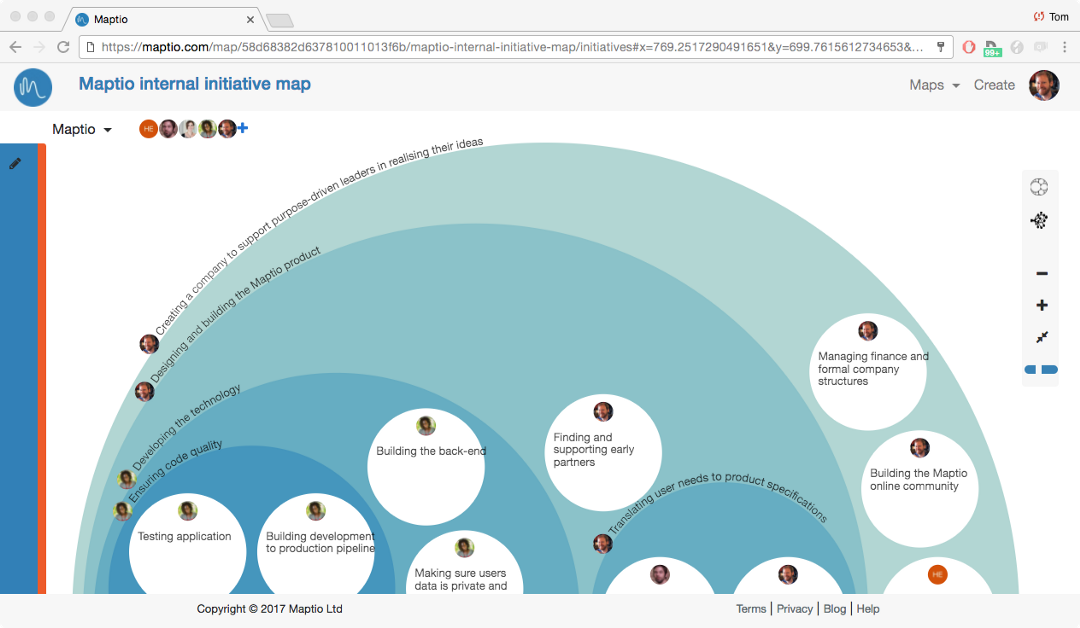 Maptio
Tom
https://maptio.com/map/58d68382d637810011013f6b/maptio-internal-initiative-map/initiatives#x=769.2517290491651&y=699.7615612734653&...
99+
Maptio internal initiative map
Maps
Create
Maptio
HE
Creating a company to support purpose-driven leaders in realising their ideas
Designing and building the Maptio product
Developing the technology
Ensuring code quality
Testing application
Building development
to production pipeline
Building the back-end
Making sure users
data is private and
Finding and
supporting early
partners
Translating user needs to product specifications
Managing finance and
formal company
structures
Building the Maptio
online community
HE
Copyright © 2017 Maptio Ltd
Terms | Privacy | Blog | Help